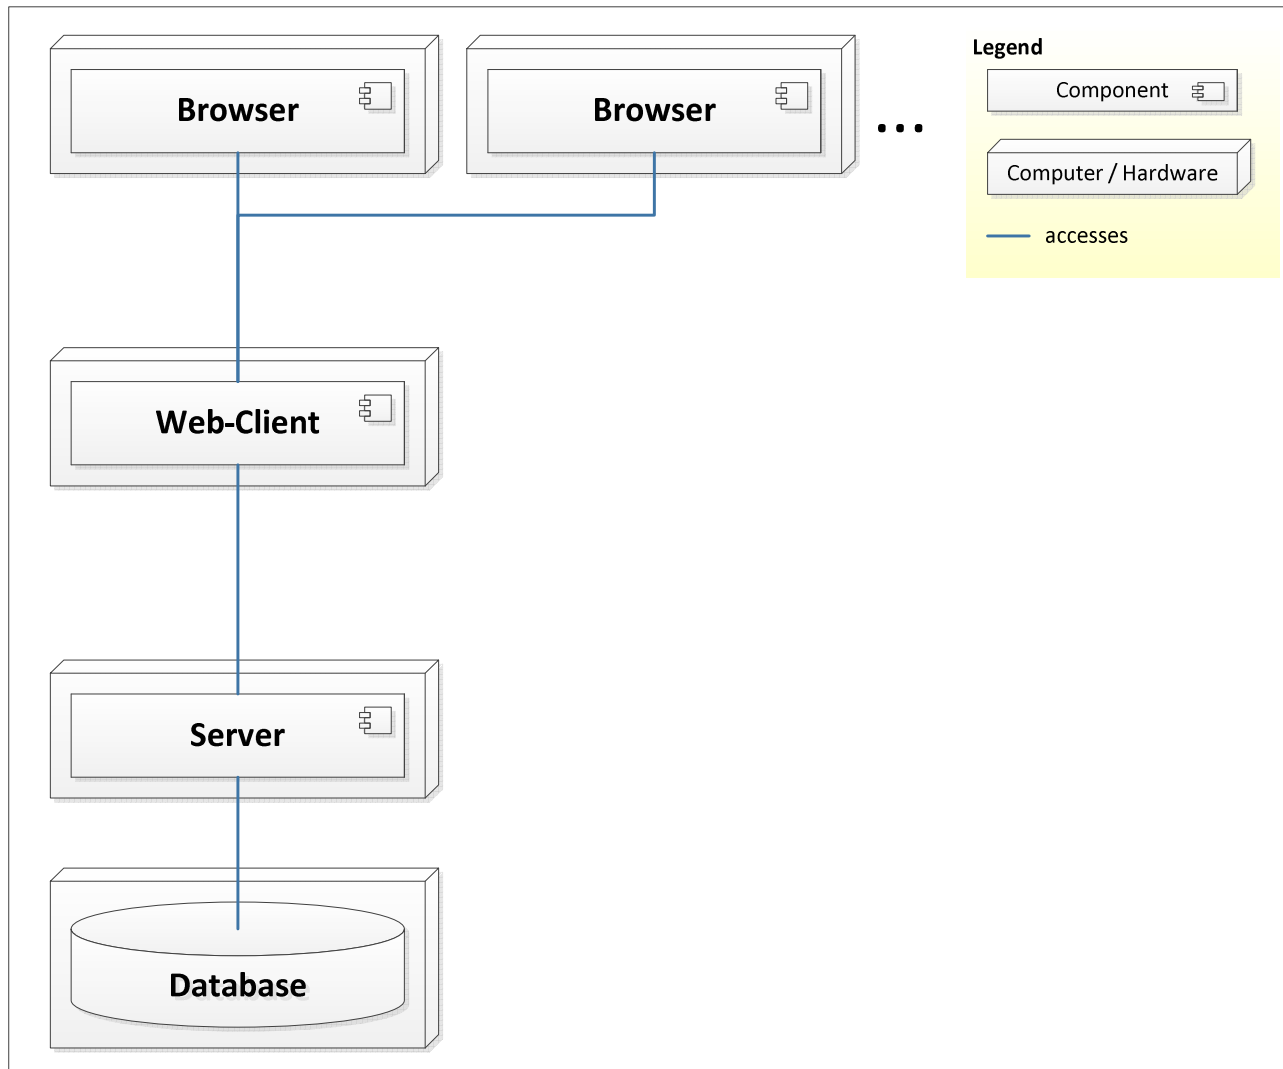 Browser
Browser
...
Legend
Component
Computer / Hardware
accesses
Web-Client
Server
Database